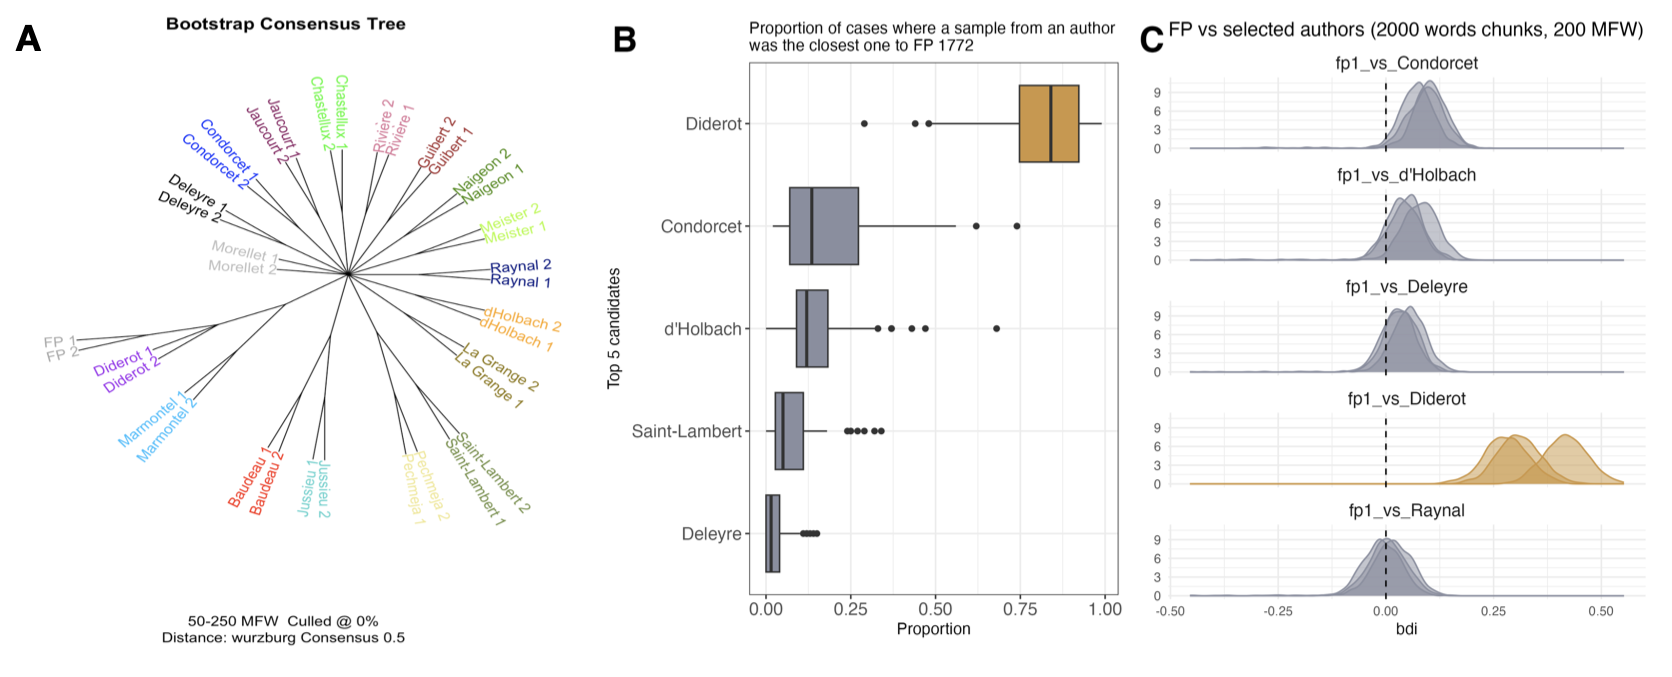 A
Bootstrap Consensus Tree
Chastellux 1
Chastellux 2
Jaucourt 1
Jaucourt 2
Condorcet 1
Condorcet 2
Deleyre 1
Deleyre 2
Morellet 1
Morellet 2
FP 1
FP 2
Diderot 1
Diderot 2
Marmontel 1
Marmontel 2
Baudeau 1
Baudeau 2
Jussieu 1
Jussieu 2
Pechmeja 1
Pechmeja 2
Saint-Lambert 1
Saint-Lambert 2
La Grange 1
La Grange 2
dHolbach 1
dHolbach 2
Raynal 1
Raynal 2
Meister 1
Meister 2
Naigeon 1
Naigeon 2
Guibert 1
Guibert 2
Riviere 1
Riviere 2
50-250 MFW Culled @ 0%
Distance: wurzburg Consensus 0.5
B
Proportion of cases where a sample from an author
was the closest one to FP 1772
Top 5 candidates
Diderot
Condorcet
d'Holbach
Saint-Lambert
Deleyre
0.00 0.25 0.50 0.75 1.00
Proportion
C
FP vs selected authors (2000 words chunks, 200 MFW)
fp1_vs_Condorcet
9
6
3
0
fp1_vs_d'Holbach
9
6
3
0
fp1_vs_Deleyre
9
6
3
0
fp1_vs_Diderot
9
6
3
0
fp1_vs_Raynal
9
6
3
0
-0.50 -0.25 0.00 0.25 0.50
bdi